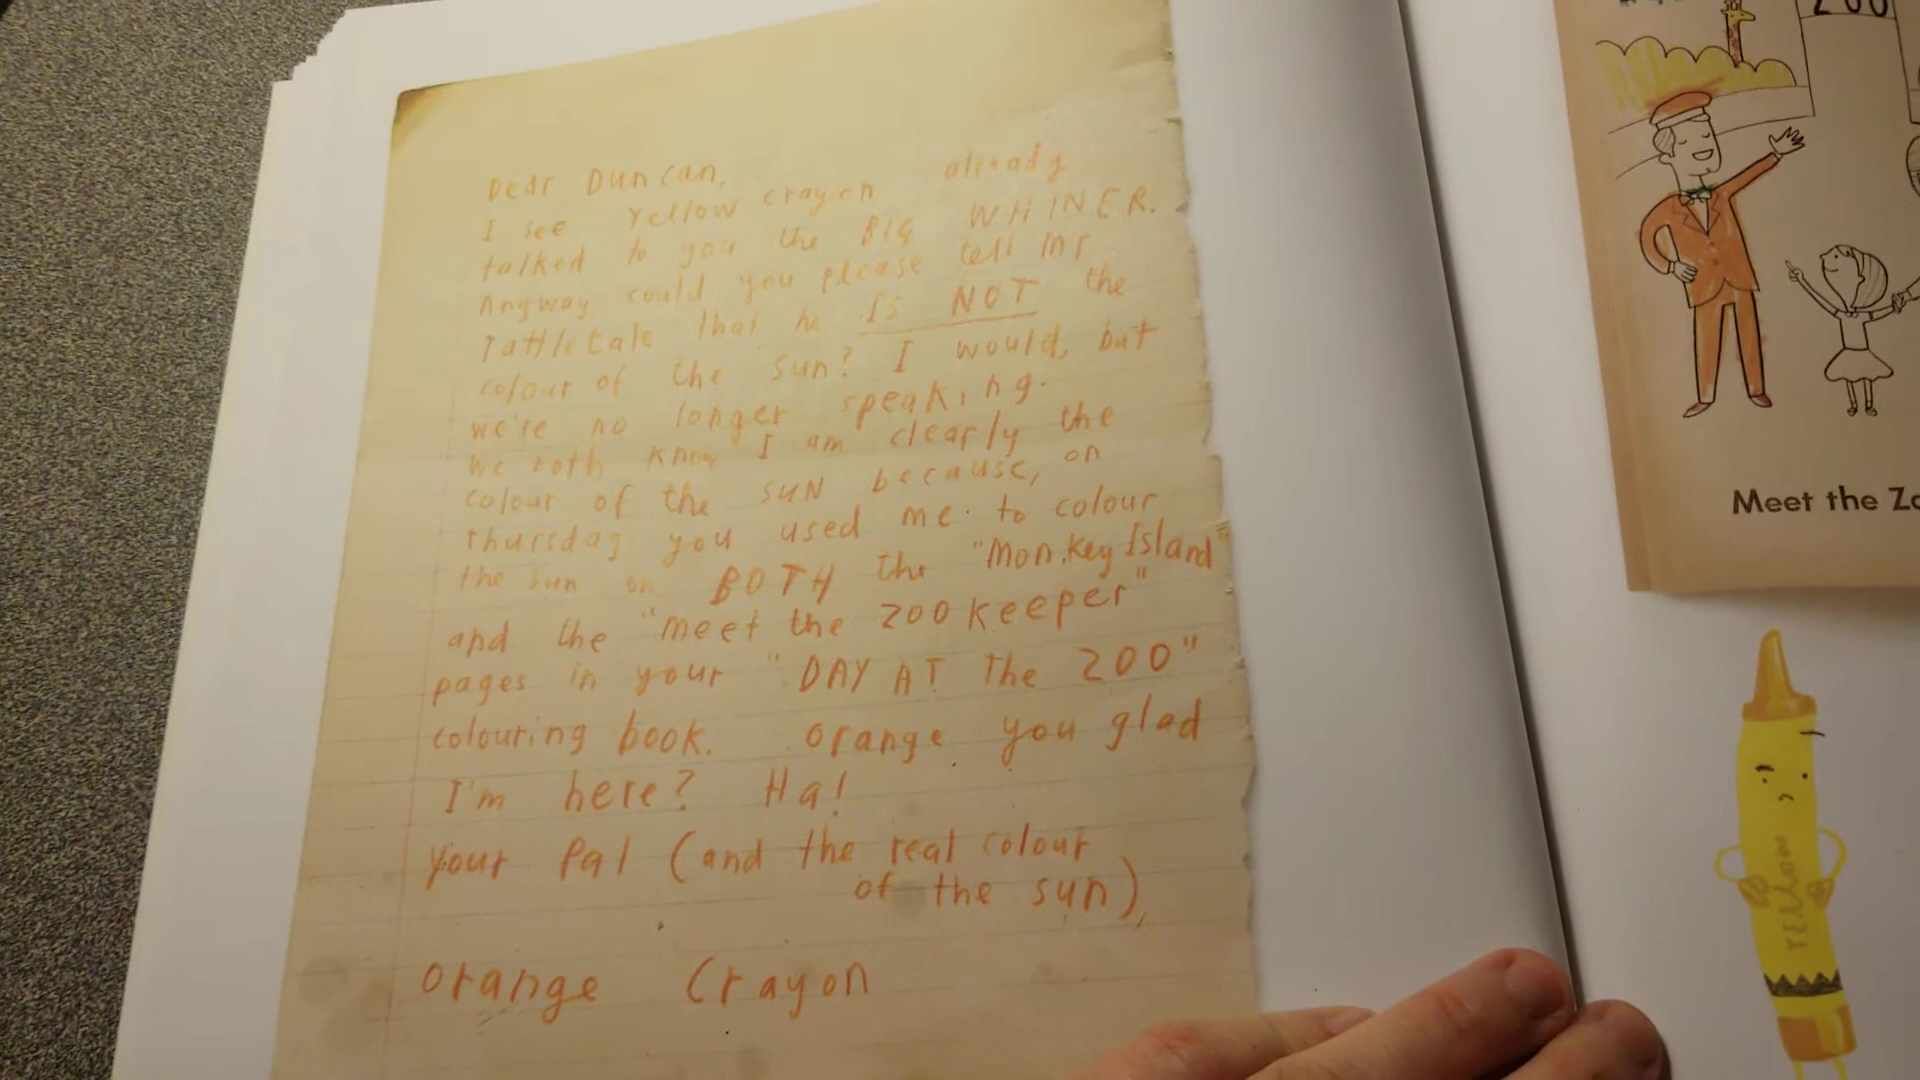 Dear Duncan,
I see Yellow crayon already
talked to you the BIG WHINER.
Anyway, could you please tell mr
Tattletale that he IS NOT the
colour of the sun? I would, but
we're no longer speaking.
We both know I am clearly the
colour of the SUN because, on
Thursday you used me to colour
the sun on BOTH the "Monkey Island"
and the "meet the ZOO keeper"
pages in your "DAY AT The ZOO"
colouring book. orange you glad
I'm here? Ha!
your Pal (and the real colour
of the sun),
orange Crayon
ZOO
Meet the
YELLOW